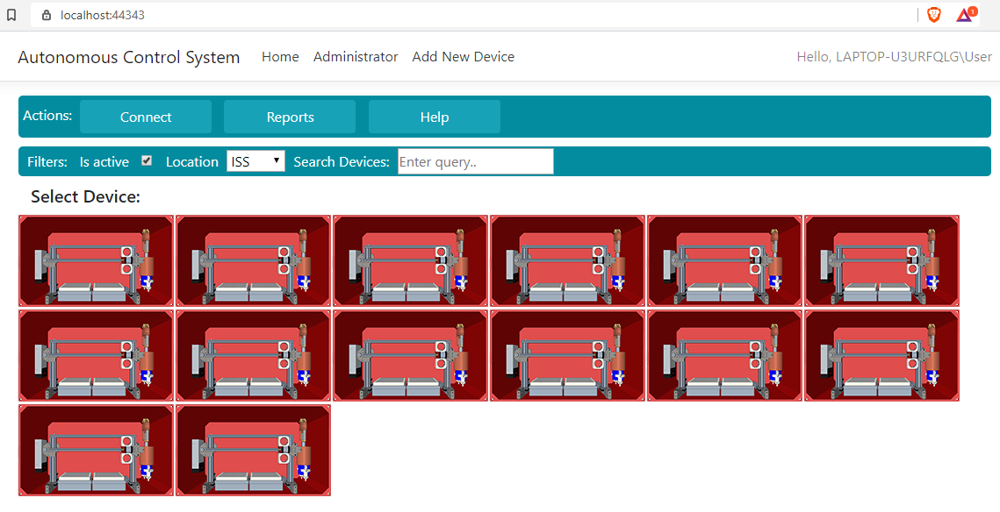 localhost:44343
1
Autonomous Control System Home Administrator Add New Device Hello, LAPTOP-U3URFQLG\User
Actions: Connect Reports Help
Filters: Is active Location ISS Search Devices: Enter query..
Select Device: